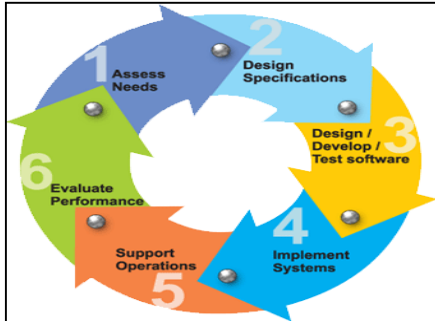 1
Assess
Needs
2
Design
Specifications
3
Design /
Develop /
Test software
4
Implement
Systems
5
Support
Operations
6
Evaluate
Performance